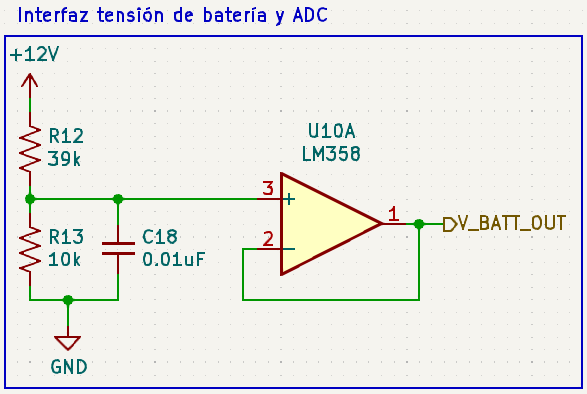 Interfaz tensión de batería y ADC
+12V
R12
39k
U10A
LM358
3
+
1
V_BATT_OUT
2
−
R13
10k
C18
0.01uF
GND